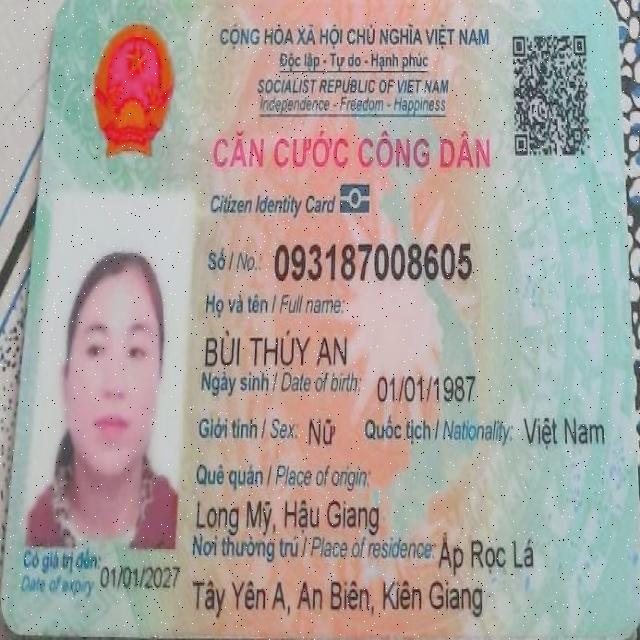 CỘNG HÒA XÃ HỘI CHỦ NGHĨA VIỆT NAM
Độc lập - Tự do - Hạnh phúc
SOCIALIST REPUBLIC OF VIET NAM
Independence - Freedom - Happiness
CĂN CƯỚC CÔNG DÂN
Citizen Identity Card
Số / No.: 093187008605
Họ và tên / Full name:
BÙI THÚY AN
Ngày sinh / Date of birth: 01/01/1987
Giới tính / Sex: Nữ Quốc tịch / Nationality: Việt Nam
Quê quán / Place of origin:
Long Mỹ, Hậu Giang
Nơi thường trú / Place of residence: Ấp Rọc Lá
Tây Yên A, An Biên, Kiên Giang
Có giá trị đến: 01/01/2027
Date of expiry